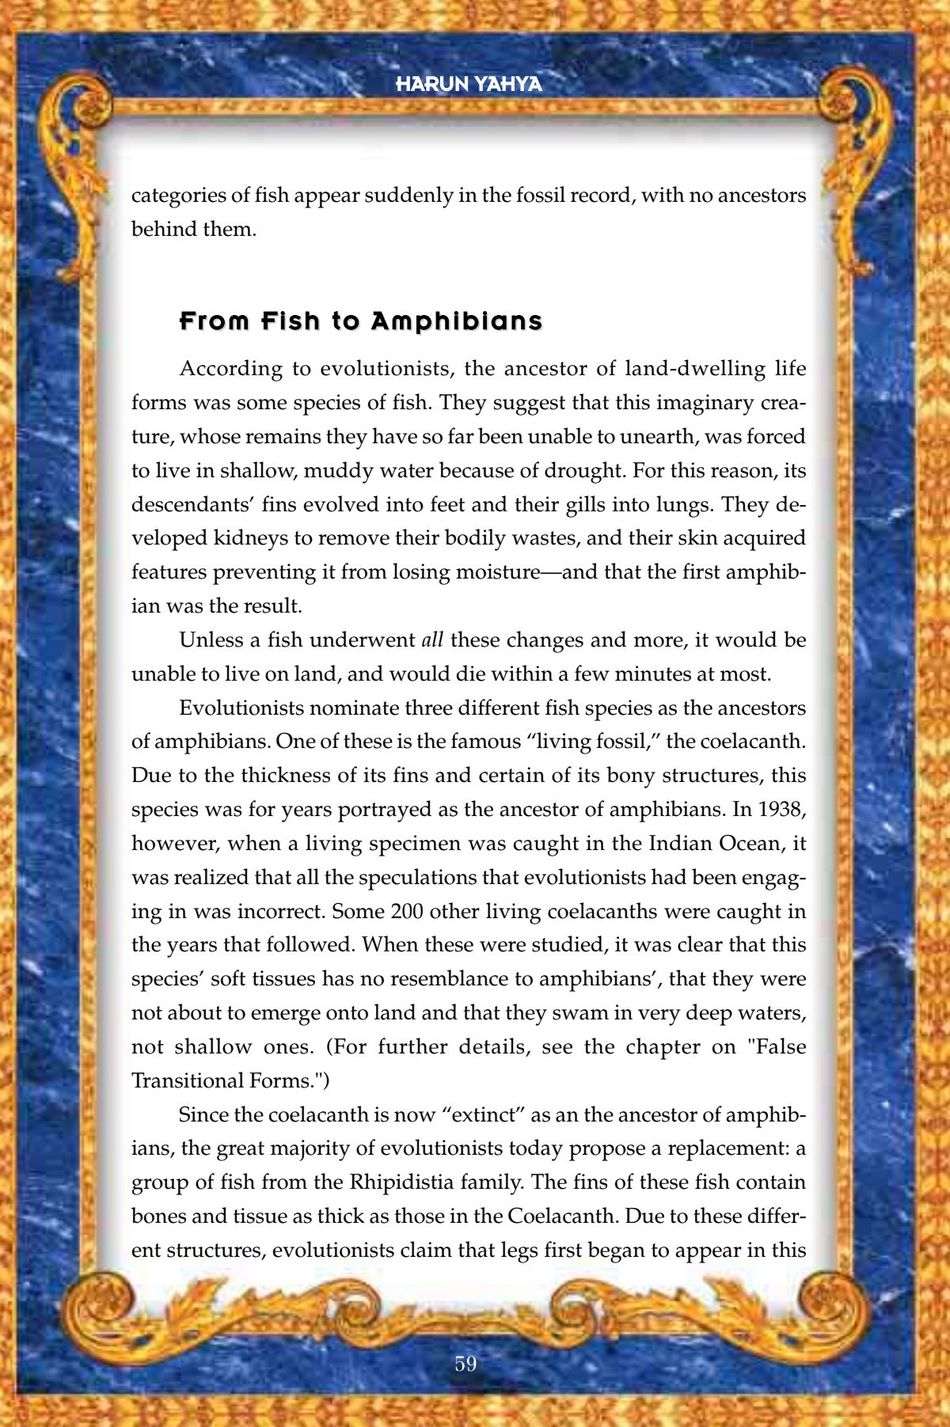 HARUN YAHYA
categories of fish appear suddenly in the fossil record, with no ancestors
behind them.
From Fish to Amphibians
According to evolutionists, the ancestor of land-dwelling life
forms was some species of fish. They suggest that this imaginary crea-
ture, whose remains they have so far been unable to unearth, was forced
to live in shallow, muddy water because of drought. For this reason, its
descendants’ fins evolved into feet and their gills into lungs. They de-
veloped kidneys to remove their bodily wastes, and their skin acquired
features preventing it from losing moisture—and that the first amphib-
ian was the result.
Unless a fish underwent all these changes and more, it would be
unable to live on land, and would die within a few minutes at most.
Evolutionists nominate three different fish species as the ancestors
of amphibians. One of these is the famous “living fossil,” the coelacanth.
Due to the thickness of its fins and certain of its bony structures, this
species was for years portrayed as the ancestor of amphibians. In 1938,
however, when a living specimen was caught in the Indian Ocean, it
was realized that all the speculations that evolutionists had been engag-
ing in was incorrect. Some 200 other living coelacanths were caught in
the years that followed. When these were studied, it was clear that this
species’ soft tissues has no resemblance to amphibians’, that they were
not about to emerge onto land and that they swam in very deep waters,
not shallow ones. (For further details, see the chapter on "False
Transitional Forms.")
Since the coelacanth is now “extinct” as an the ancestor of amphib-
ians, the great majority of evolutionists today propose a replacement: a
group of fish from the Rhipidistia family. The fins of these fish contain
bones and tissue as thick as those in the Coelacanth. Due to these differ-
ent structures, evolutionists claim that legs first began to appear in this
59